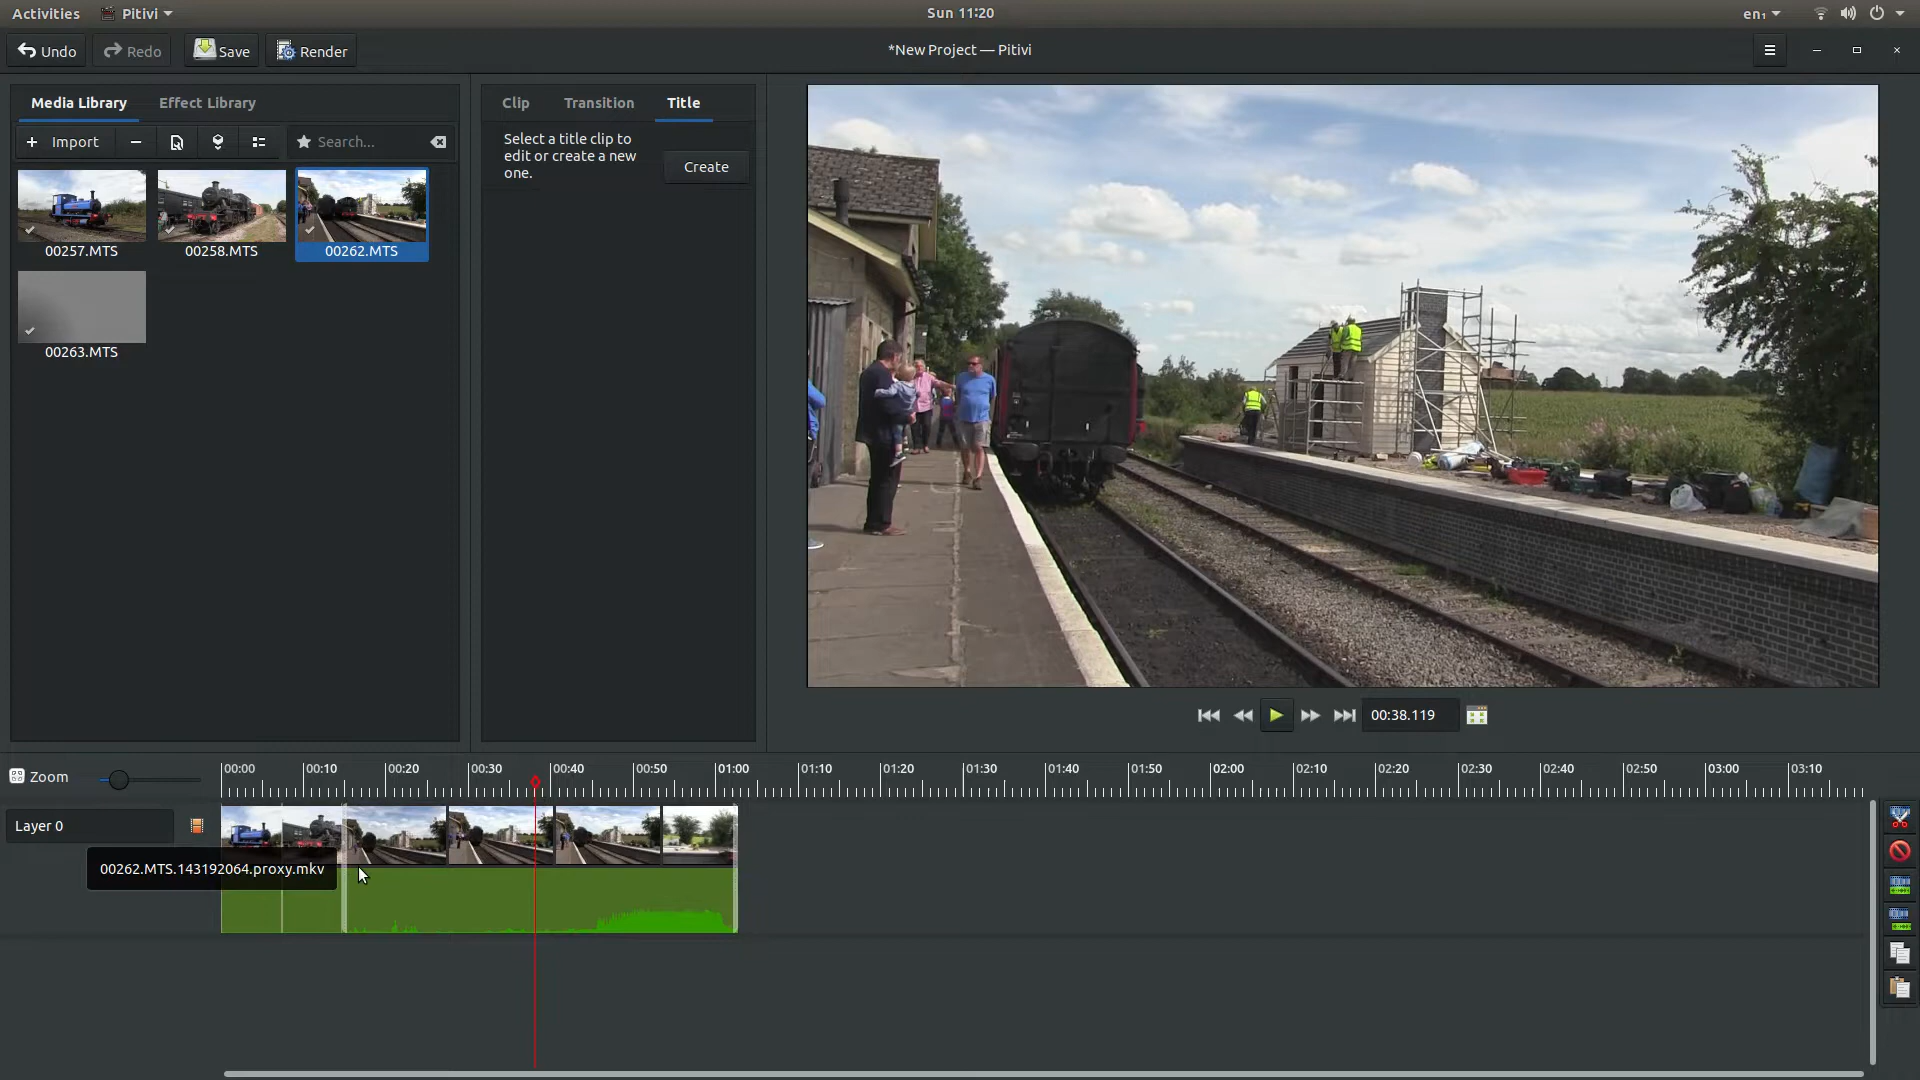 Activities Pitivi Sun 11:20 en₁
Undo Redo Save Render *New Project — Pitivi
Media Library Effect Library Clip Transition Title
Import Search...
Select a title clip to
edit or create a new
one.
Create
00257.MTS 00258.MTS 00262.MTS
00263.MTS
00:38.119
Zoom 00:00 00:10 00:20 00:30 00:40 00:50 01:00 01:10 01:20 01:30 01:40 01:50 02:00 02:10 02:20 02:30 02:40 02:50 03:00 03:10
Layer 0
00262.MTS.143192064.proxy.mkv